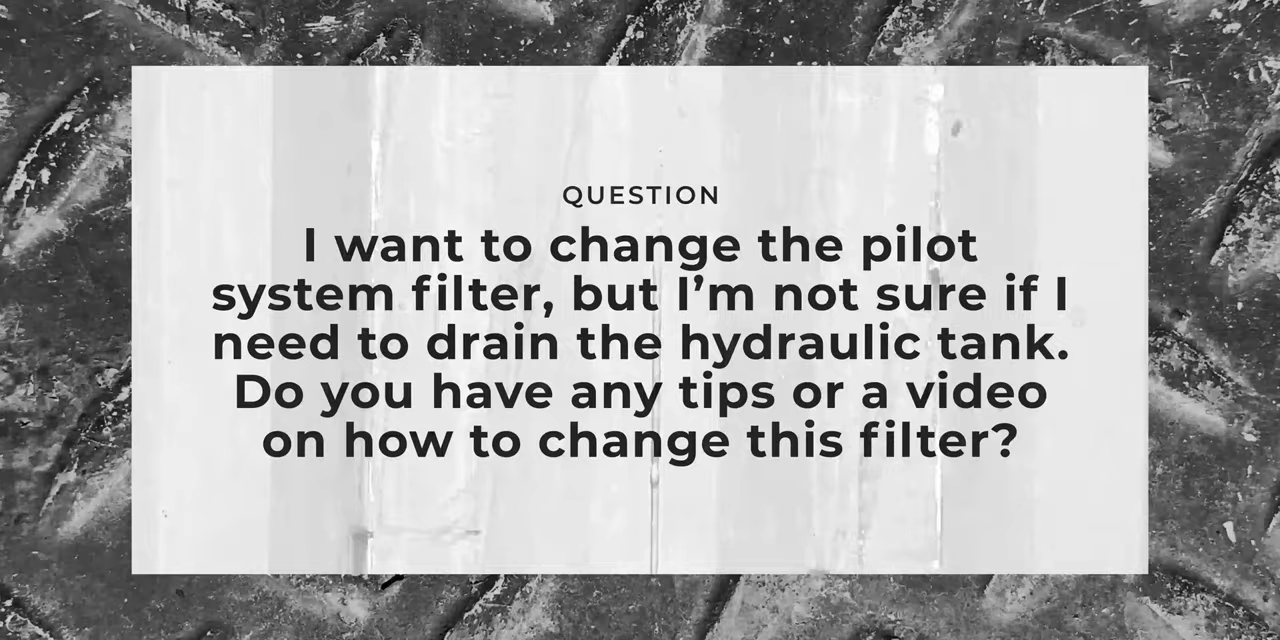 QUESTION
I want to change the pilot
system filter, but I’m not sure if I
need to drain the hydraulic tank.
Do you have any tips or a video
on how to change this filter?